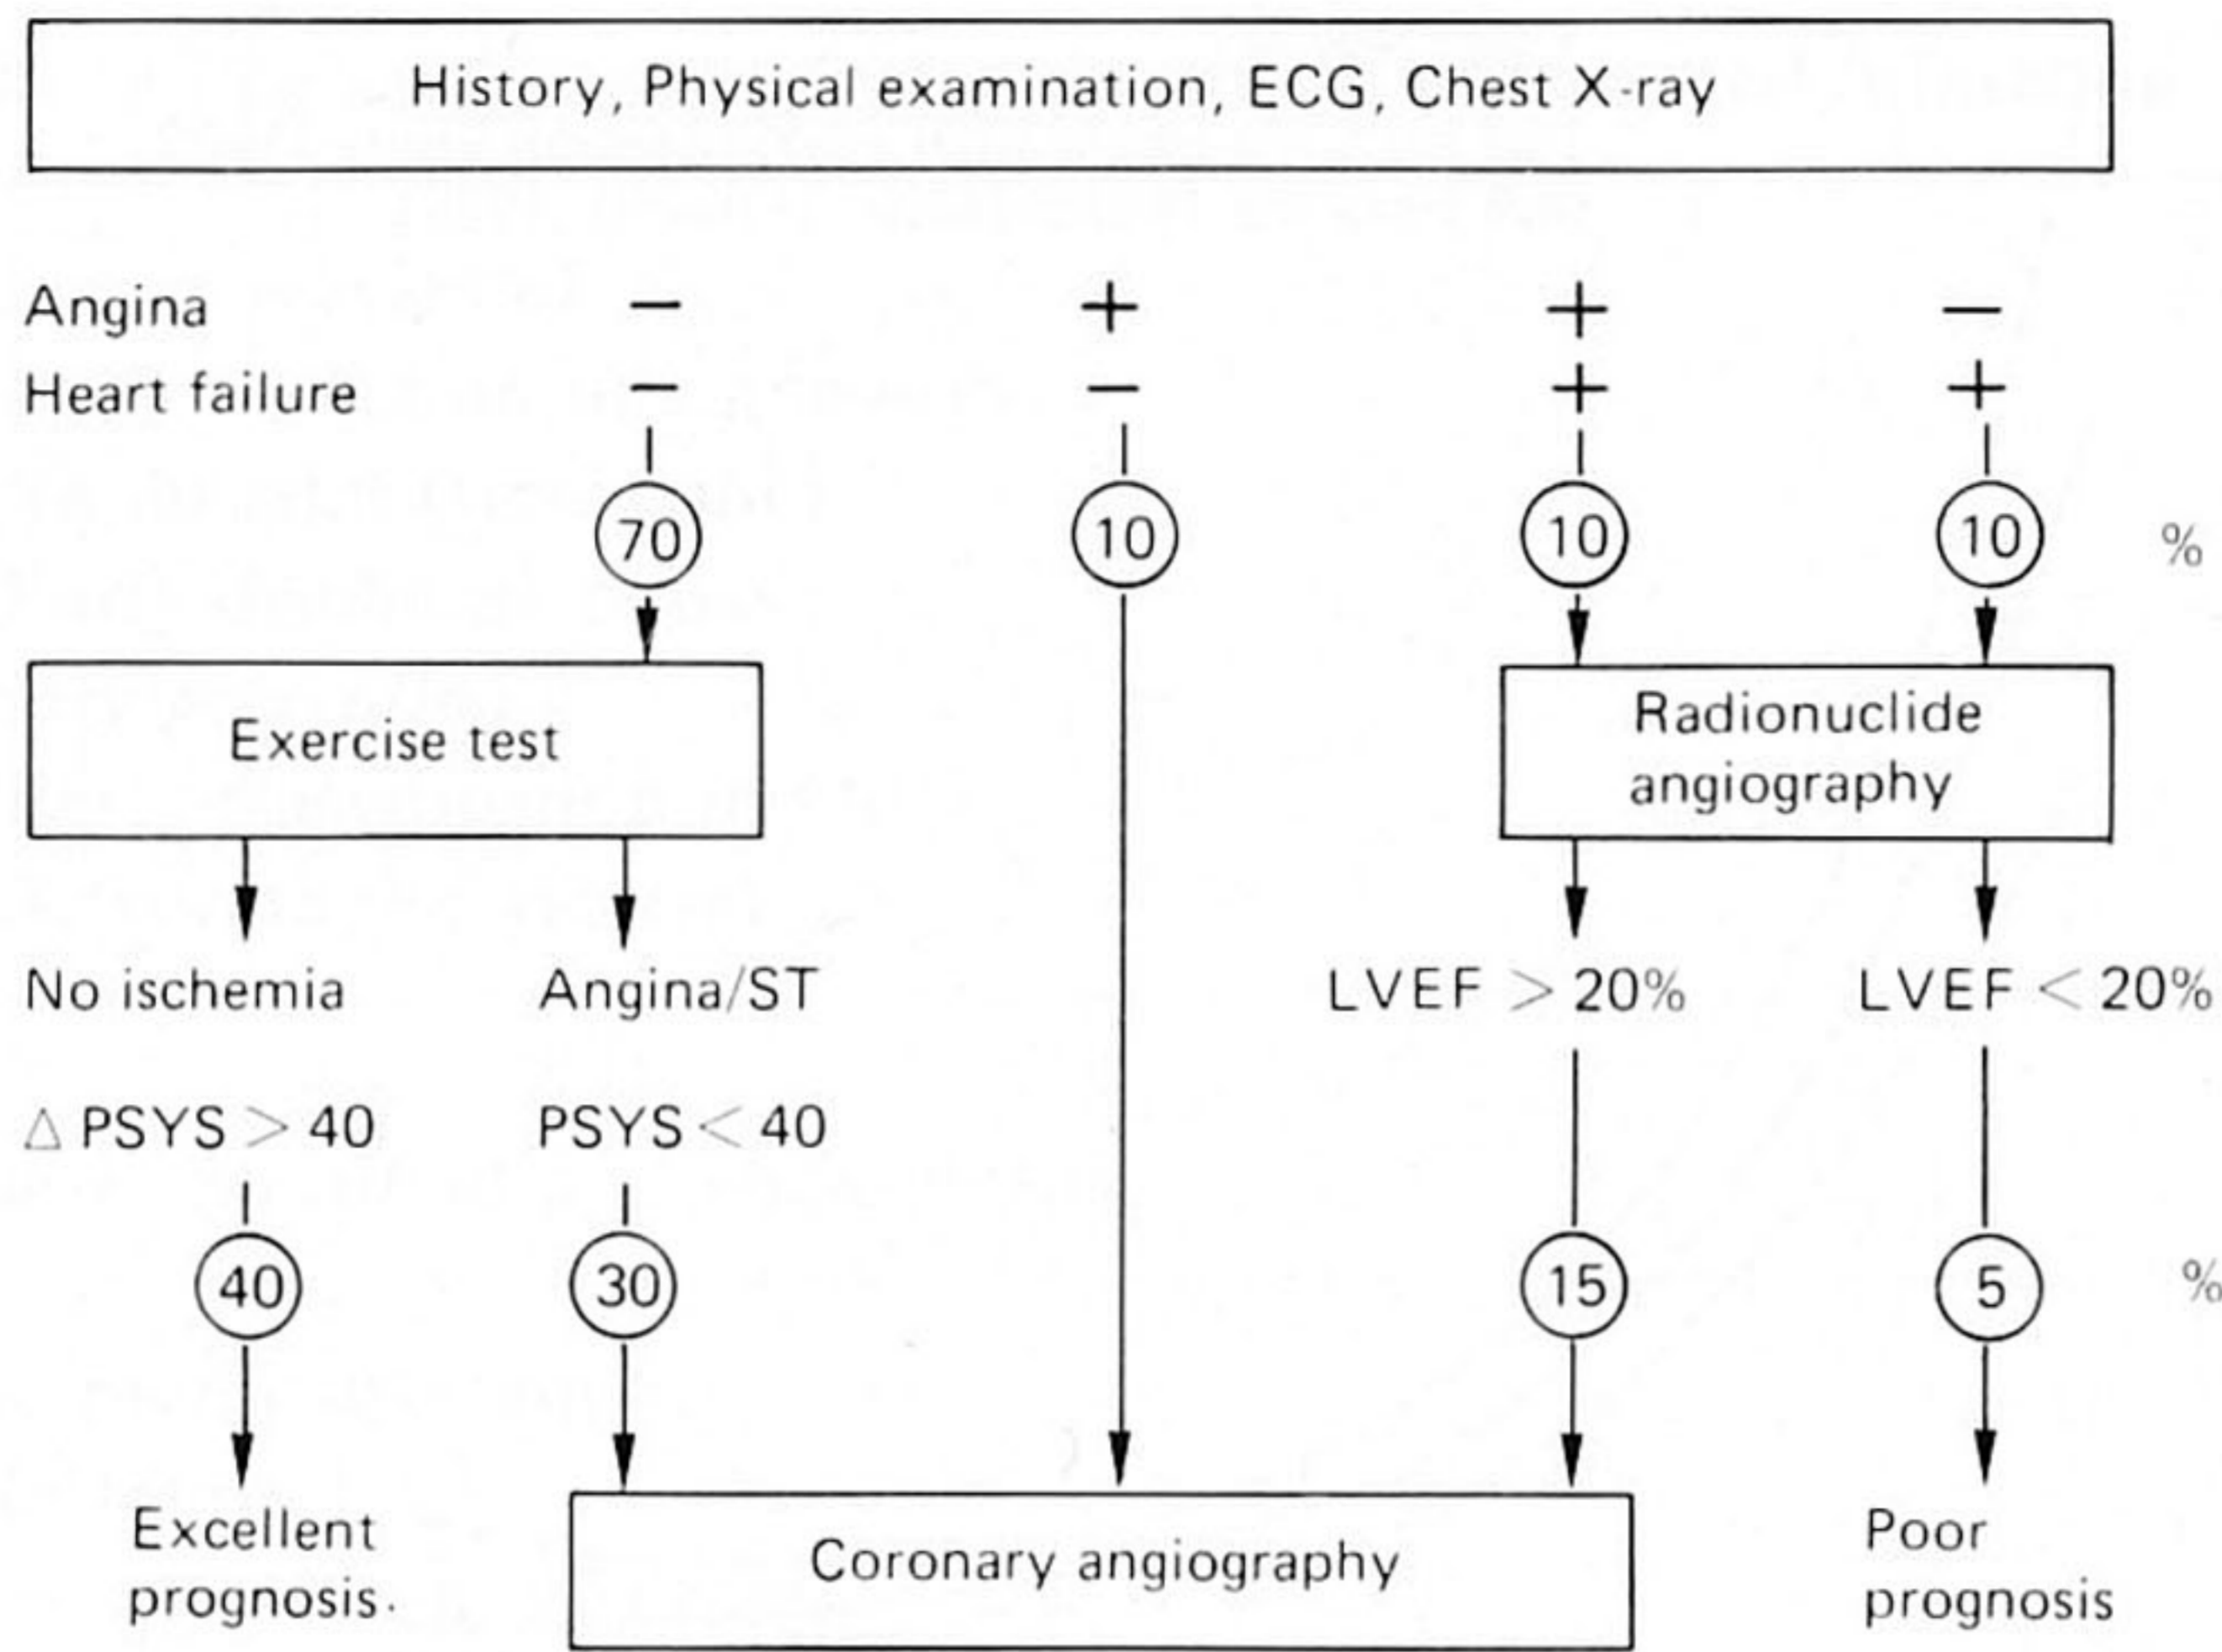 History, Physical examination, ECG, Chest X-ray
Angina − + + −
Heart failure − − + +
70 10 10 10 %
Exercise test
Radionuclide
angiography
No ischemia Angina/ST LVEF > 20% LVEF < 20%
△ PSYS > 40 PSYS < 40
40 30 15 5 %
Excellent
prognosis.
Coronary angiography
Poor
prognosis